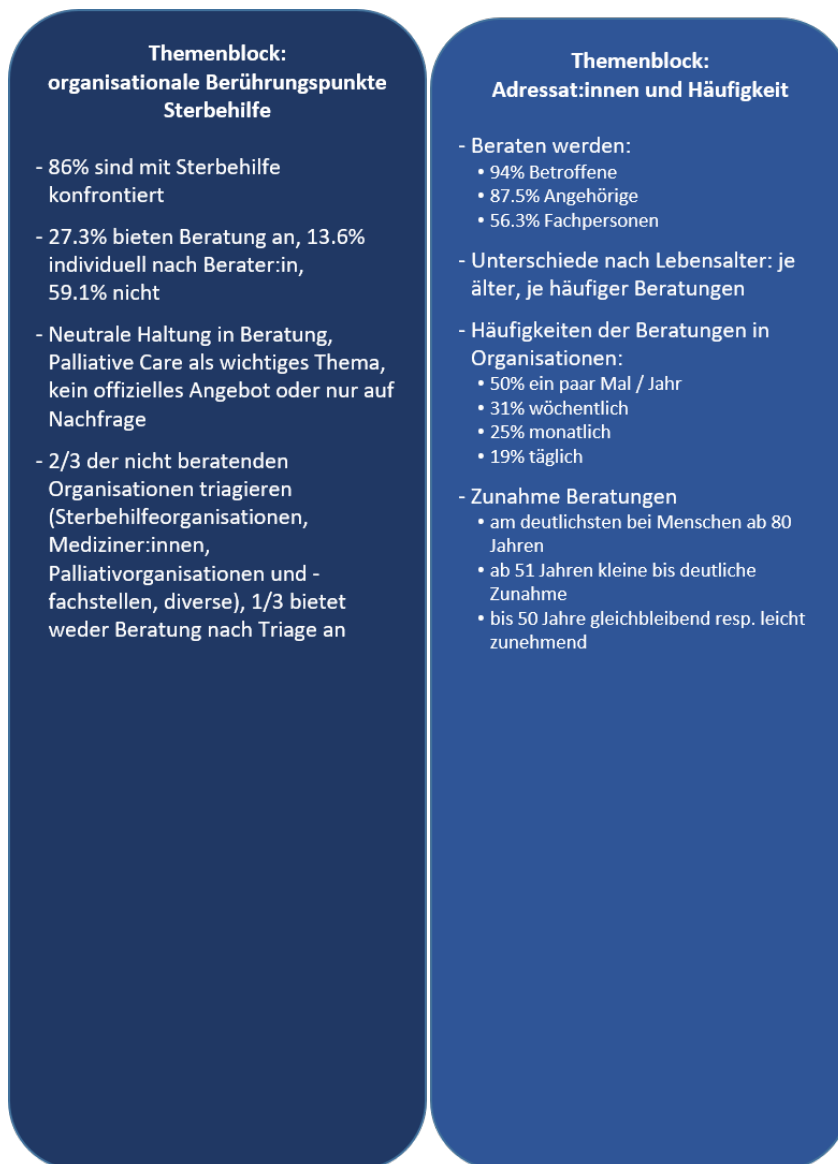 Themenblock:
organisationale Berührungspunkte
Sterbehilfe
- 86% sind mit Sterbehilfe
konfrontiert
- 27.3% bieten Beratung an, 13.6%
individuell nach Berater:in,
59.1% nicht
- Neutrale Haltung in Beratung,
Palliative Care als wichtiges Thema,
kein offizielles Angebot oder nur auf
Nachfrage
- 2/3 der nicht beratenden
Organisationen triagieren
(Sterbehilfeorganisationen,
Mediziner:innen,
Palliativorganisationen und -
fachstellen, diverse), 1/3 bietet
weder Beratung nach Triage an
Themenblock:
Adressat:innen und Häufigkeit
- Beraten werden:
• 94% Betroffene
• 87.5% Angehörige
• 56.3% Fachpersonen
- Unterschiede nach Lebensalter: je
älter, je häufiger Beratungen
- Häufigkeiten der Beratungen in
Organisationen:
• 50% ein paar Mal / Jahr
• 31% wöchentlich
• 25% monatlich
• 19% täglich
- Zunahme Beratungen
• am deutlichsten bei Menschen ab 80
Jahren
• ab 51 Jahren kleine bis deutliche
Zunahme
• bis 50 Jahre gleichbleibend resp. leicht
zunehmend